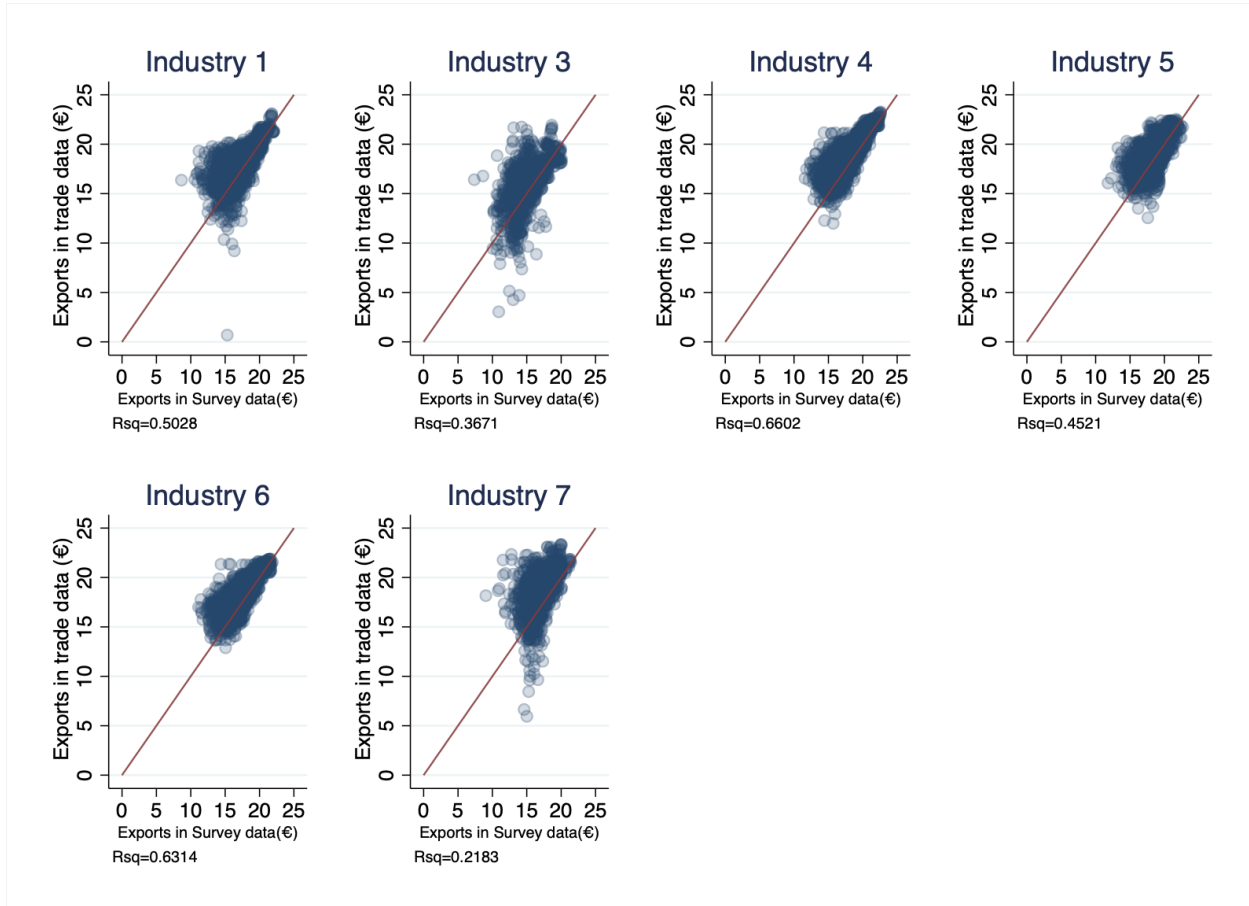 Industry 1
Exports in trade data (€)
25
20
15
10
5
0
0 5 10 15 20 25
Exports in Survey data(€)
Rsq=0.5028
Industry 3
Exports in trade data (€)
25
20
15
10
5
0
0 5 10 15 20 25
Exports in Survey data(€)
Rsq=0.3671
Industry 4
Exports in trade data (€)
25
20
15
10
5
0
0 5 10 15 20 25
Exports in Survey data(€)
Rsq=0.6602
Industry 5
Exports in trade data (€)
25
20
15
10
5
0
0 5 10 15 20 25
Exports in Survey data(€)
Rsq=0.4521
Industry 6
Exports in trade data (€)
25
20
15
10
5
0
0 5 10 15 20 25
Exports in Survey data(€)
Rsq=0.6314
Industry 7
Exports in trade data (€)
25
20
15
10
5
0
0 5 10 15 20 25
Exports in Survey data(€)
Rsq=0.2183